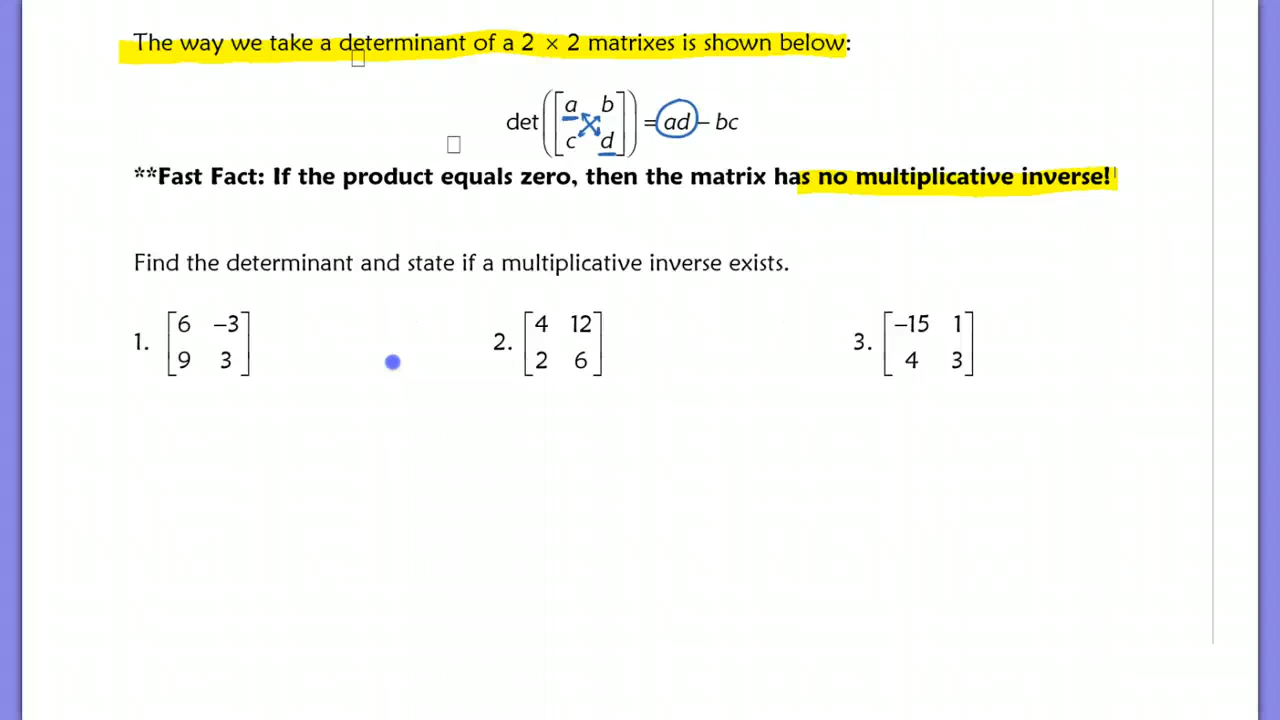 The way we take a determinant of a 2 × 2 matrixes is shown below:
det([a b
c d]) = ad – bc
**Fast Fact: If the product equals zero, then the matrix has no multiplicative inverse!
Find the determinant and state if a multiplicative inverse exists.
1. [6 –3
9 3]
2. [4 12
2 6]
3. [–15 1
4 3]